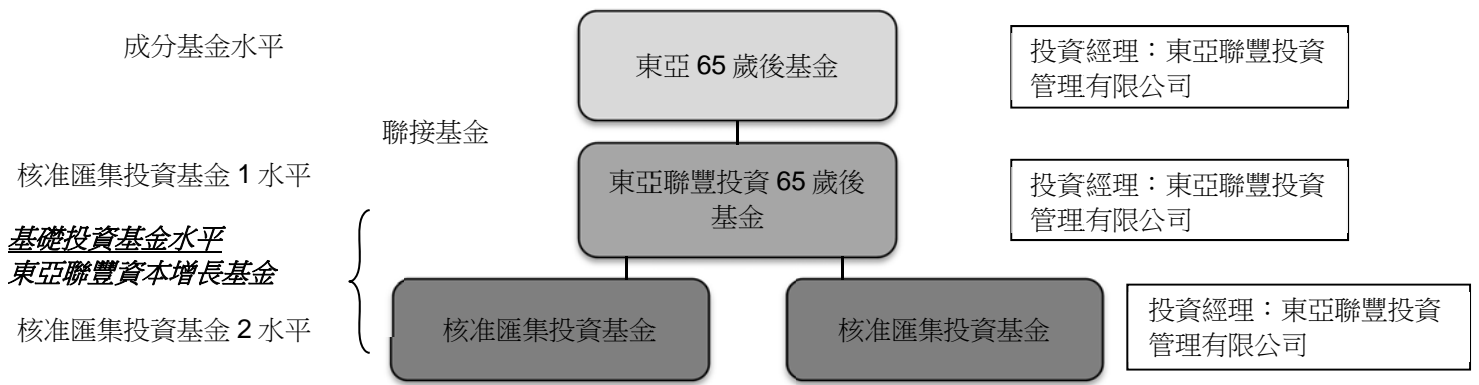 成分基金水平
東亞 65 歲後基金
投資經理：東亞聯豐投資
管理有限公司
聯接基金
核准匯集投資基金 1 水平
東亞聯豐投資 65 歲後
基金
投資經理：東亞聯豐投資
管理有限公司
基礎投資基金水平
東亞聯豐資本增長基金
核准匯集投資基金 2 水平
核准匯集投資基金
核准匯集投資基金
投資經理：東亞聯豐投資
管理有限公司